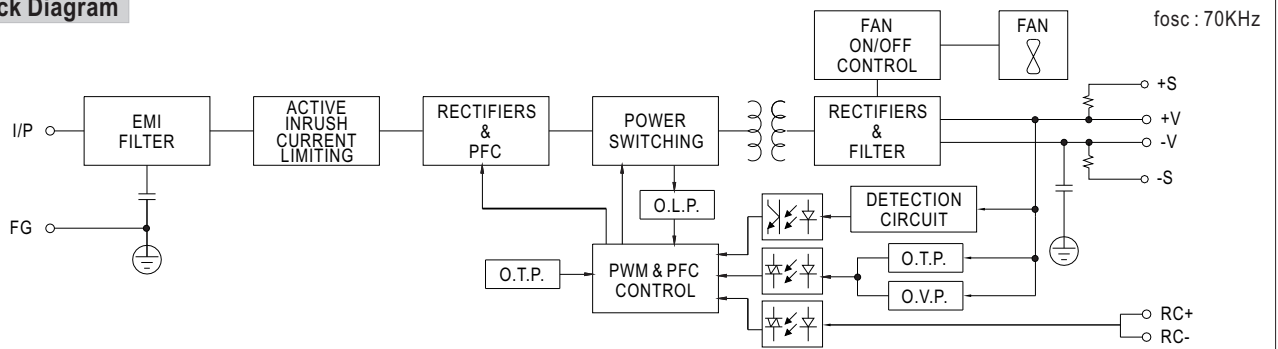 ck Diagram
fosc : 70KHz
FAN
ON/OFF
CONTROL
FAN
I/P
EMI
FILTER
ACTIVE
INRUSH
CURRENT
LIMITING
RECTIFIERS
&
PFC
POWER
SWITCHING
RECTIFIERS
&
FILTER
+S
+V
-V
-S
FG
O.L.P.
DETECTION
CIRCUIT
O.T.P.
PWM & PFC
CONTROL
O.T.P.
O.V.P.
RC+
RC-